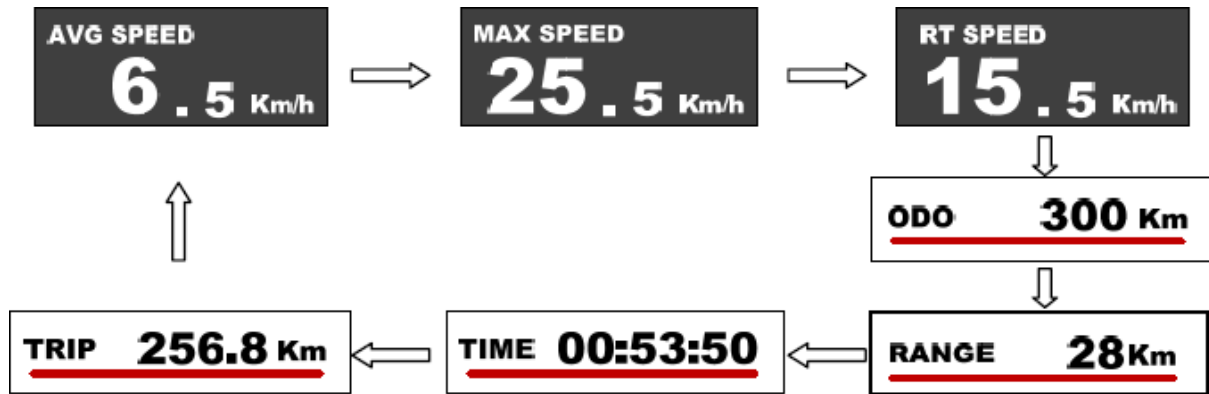 AVG SPEED
6.5 Km/h
MAX SPEED
25.5 Km/h
RT SPEED
15.5 Km/h
ODO 300 Km
TRIP 256.8 Km
TIME 00:53:50
RANGE 28Km